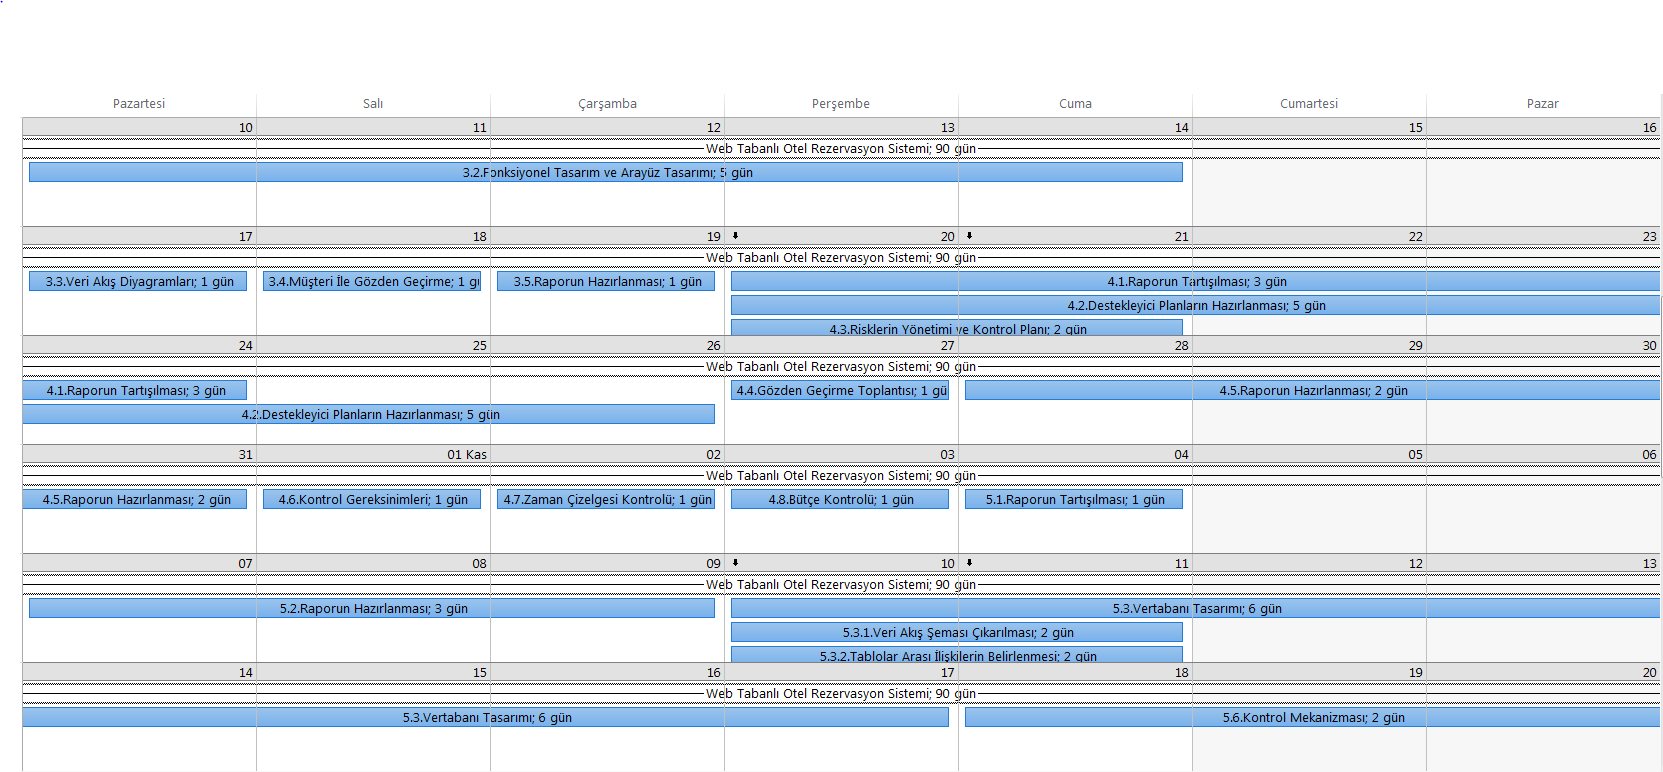 Pazartesi Salı Çarşamba Perşembe Cuma Cumartesi Pazar
10 11 12 13 14 15 16
Web Tabanlı Otel Rezervasyon Sistemi; 90 gün
3.2.Fonksiyonel Tasarım ve Arayüz Tasarımı; 5 gün
17 18 19 20 21 22 23
Web Tabanlı Otel Rezervasyon Sistemi; 90 gün
3.3.Veri Akış Diyagramları; 1 gün 3.4.Müşteri İle Gözden Geçirme; 1 gü 3.5.Raporun Hazırlanması; 1 gün 4.1.Raporun Tartışılması; 3 gün
4.2.Destekleyici Planların Hazırlanması; 5 gün
4.3.Risklerin Yönetimi ve Kontrol Planı; 2 gün
24 25 26 27 28 29 30
Web Tabanlı Otel Rezervasyon Sistemi; 90 gün
4.1.Raporun Tartışılması; 3 gün 4.4.Gözden Geçirme Toplantısı; 1 gü 4.5.Raporun Hazırlanması; 2 gün
4.2.Destekleyici Planların Hazırlanması; 5 gün
31 01 Kas 02 03 04 05 06
Web Tabanlı Otel Rezervasyon Sistemi; 90 gün
4.5.Raporun Hazırlanması; 2 gün 4.6.Kontrol Gereksinimleri; 1 gün 4.7.Zaman Çizelgesi Kontrolü; 1 gün 4.8.Bütçe Kontrolü; 1 gün 5.1.Raporun Tartışılması; 1 gün
07 08 09 10 11 12 13
Web Tabanlı Otel Rezervasyon Sistemi; 90 gün
5.2.Raporun Hazırlanması; 3 gün 5.3.Vertabanı Tasarımı; 6 gün
5.3.1.Veri Akış Şeması Çıkarılması; 2 gün
5.3.2.Tablolar Arası İlişkilerin Belirlenmesi; 2 gün
14 15 16 17 18 19 20
Web Tabanlı Otel Rezervasyon Sistemi; 90 gün
5.3.Vertabanı Tasarımı; 6 gün 5.6.Kontrol Mekanizması; 2 gün